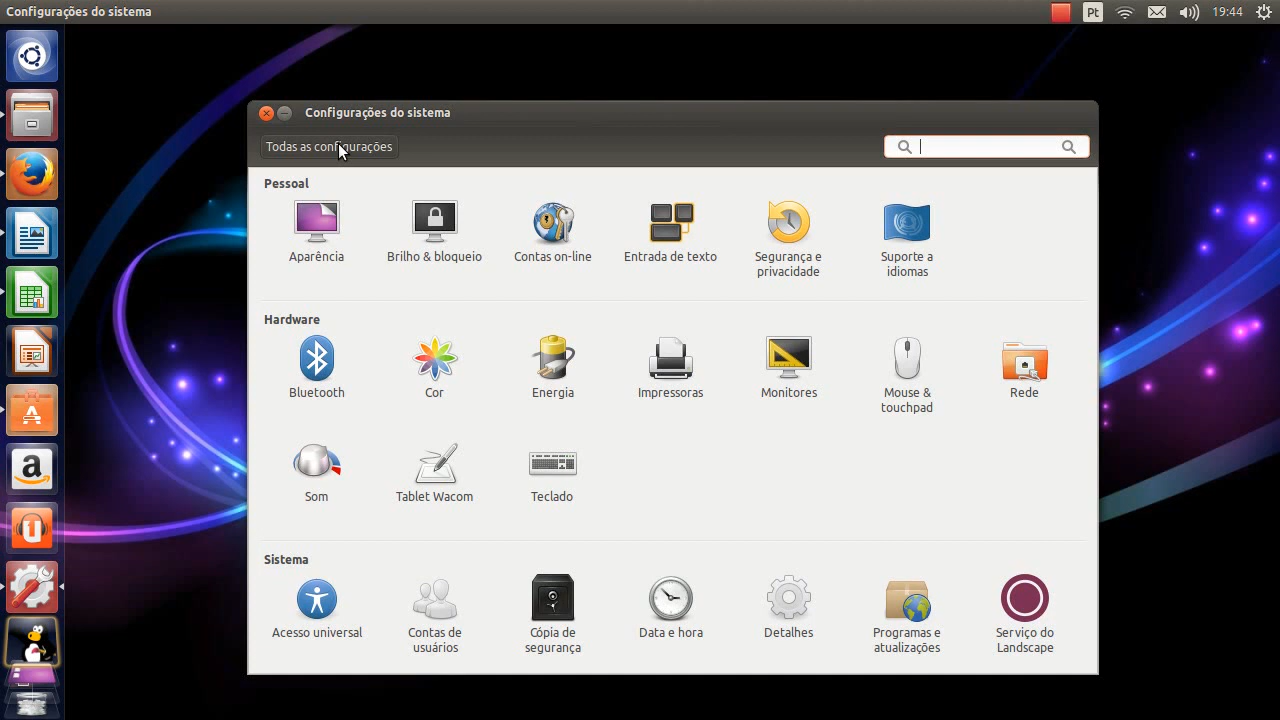 Configurações do sistema
Pt
19:44
Configurações do sistema
Todas as configurações
Pessoal
Aparência
Brilho & bloqueio
Contas on-line
Entrada de texto
Segurança e
privacidade
Suporte a
idiomas
Hardware
Bluetooth
Cor
Energia
Impressoras
Monitores
Mouse &
touchpad
Rede
Som
Tablet Wacom
Teclado
Sistema
Acesso universal
Contas de
usuários
Cópia de
segurança
Data e hora
Detalhes
Programas e
atualizações
Serviço do
Landscape